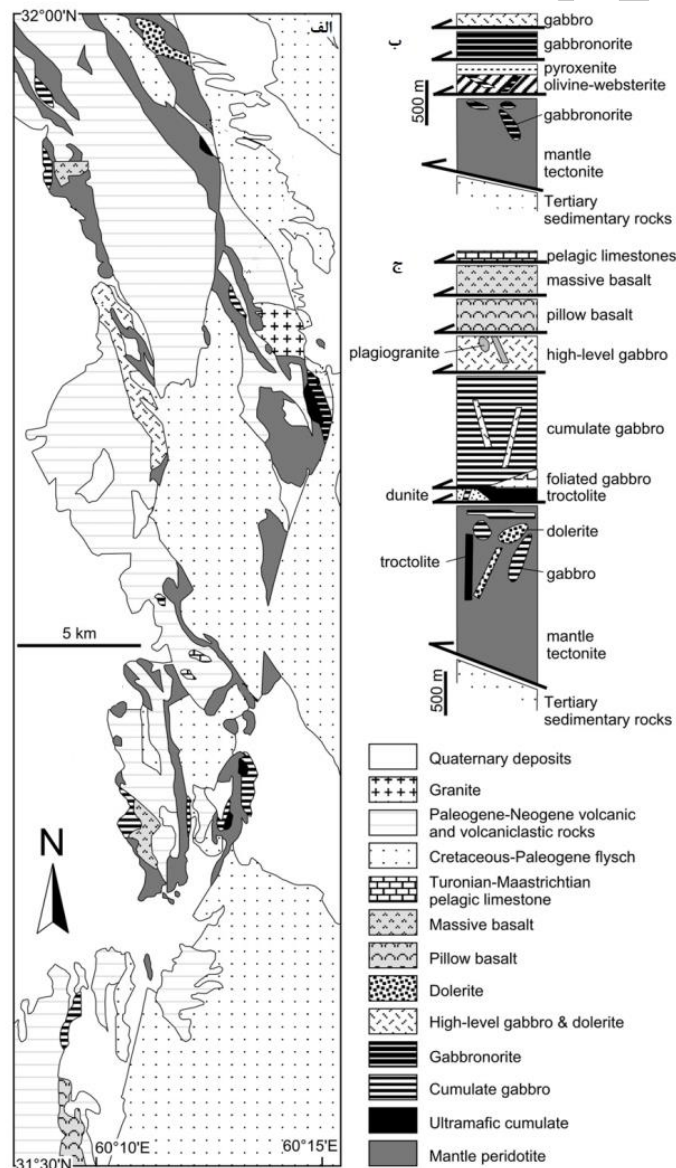 32°00'N
الف
5 km
N
60°10'E
60°15'E
31°30'N
ب
gabbro
gabbronorite
pyroxenite
olivine-websterite
500 m
gabbronorite
mantle
tectonite
Tertiary
sedimentary rocks
ج
pelagic limestones
massive basalt
pillow basalt
plagiogranite
high-level gabbro
cumulate gabbro
foliated gabbro
dunite
troctolite
dolerite
troctolite
gabbro
mantle
tectonite
500 m
Tertiary
sedimentary rocks
Quaternary deposits
Granite
Paleogene-Neogene volcanic
and volcaniclastic rocks
Cretaceous-Paleogene flysch
Turonian-Maastrichtian
pelagic limestone
Massive basalt
Pillow basalt
Dolerite
High-level gabbro & dolerite
Gabbronorite
Cumulate gabbro
Ultramafic cumulate
Mantle peridotite